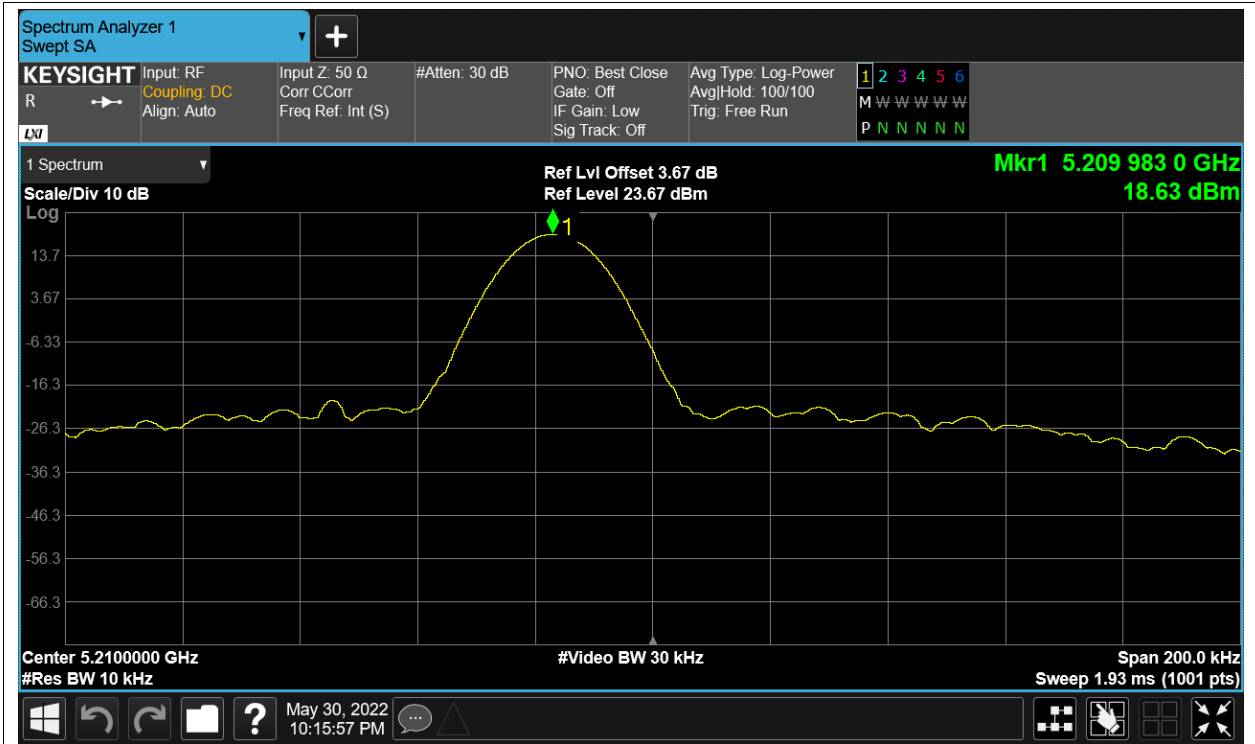 Spectrum Analyzer 1
Swept SA
+
KEYSIGHT
R
LXI
Input: RF
Coupling: DC
Align: Auto
Input Z: 50 Ω
Corr CCorr
Freq Ref: Int (S)
#Atten: 30 dB
PNO: Best Close
Gate: Off
IF Gain: Low
Sig Track: Off
Avg Type: Log-Power
Avg|Hold: 100/100
Trig: Free Run
1 2 3 4 5 6
M W W W W W W
P N N N N N N
1 Spectrum
Scale/Div 10 dB
Log
Ref Lvl Offset 3.67 dB
Ref Level 23.67 dBm
Mkr1 5.209 983 0 GHz
18.63 dBm
1
13.7
3.67
-6.33
-16.3
-26.3
-36.3
-46.3
-56.3
-66.3
Center 5.2100000 GHz
#Video BW 30 kHz
Span 200.0 kHz
#Res BW 10 kHz
Sweep 1.93 ms (1001 pts)
?
May 30, 2022
10:15:57 PM